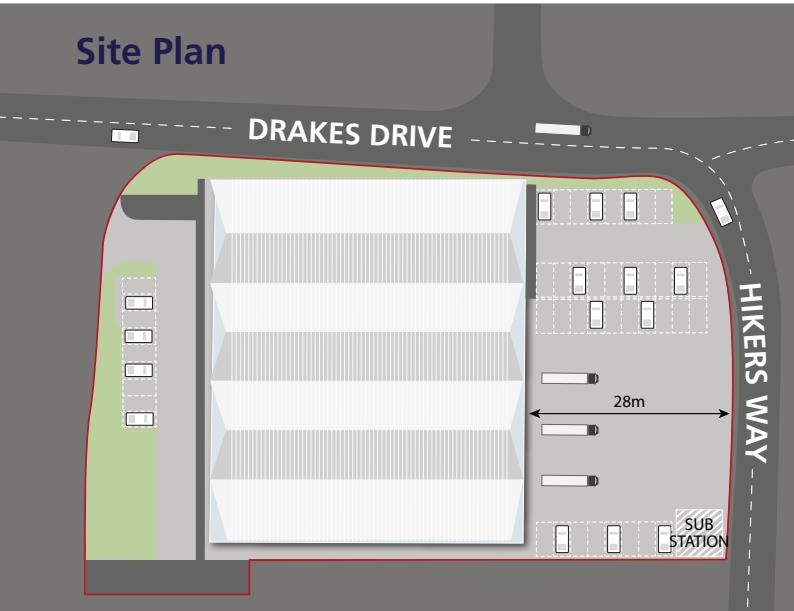 Site Plan
DRAKES DRIVE
HIKERS WAY
28m
SUB
STATION